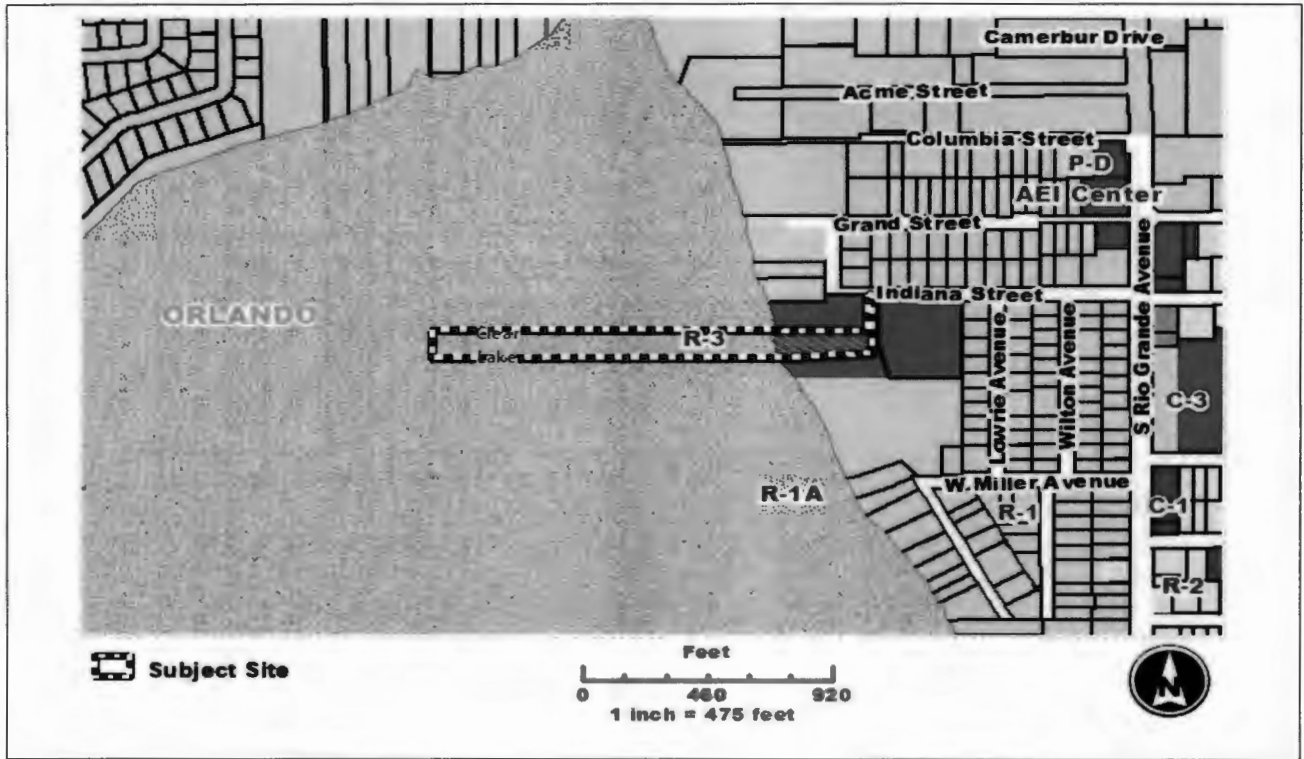 Camerbur Drive
Acme Street
Columbia Street
P-D
AEI Center
Grand Street
Indiana Street
ORLANDO
Clear
Lake
R-3
Lowrie Avenue
Wilton Avenue
S Rio Grande Avenue
C-3
R-1A
W. Miller Avenue
R-1
C-1
R-2
Subject Site
Feet
0 460 920
1 inch = 475 feet
N